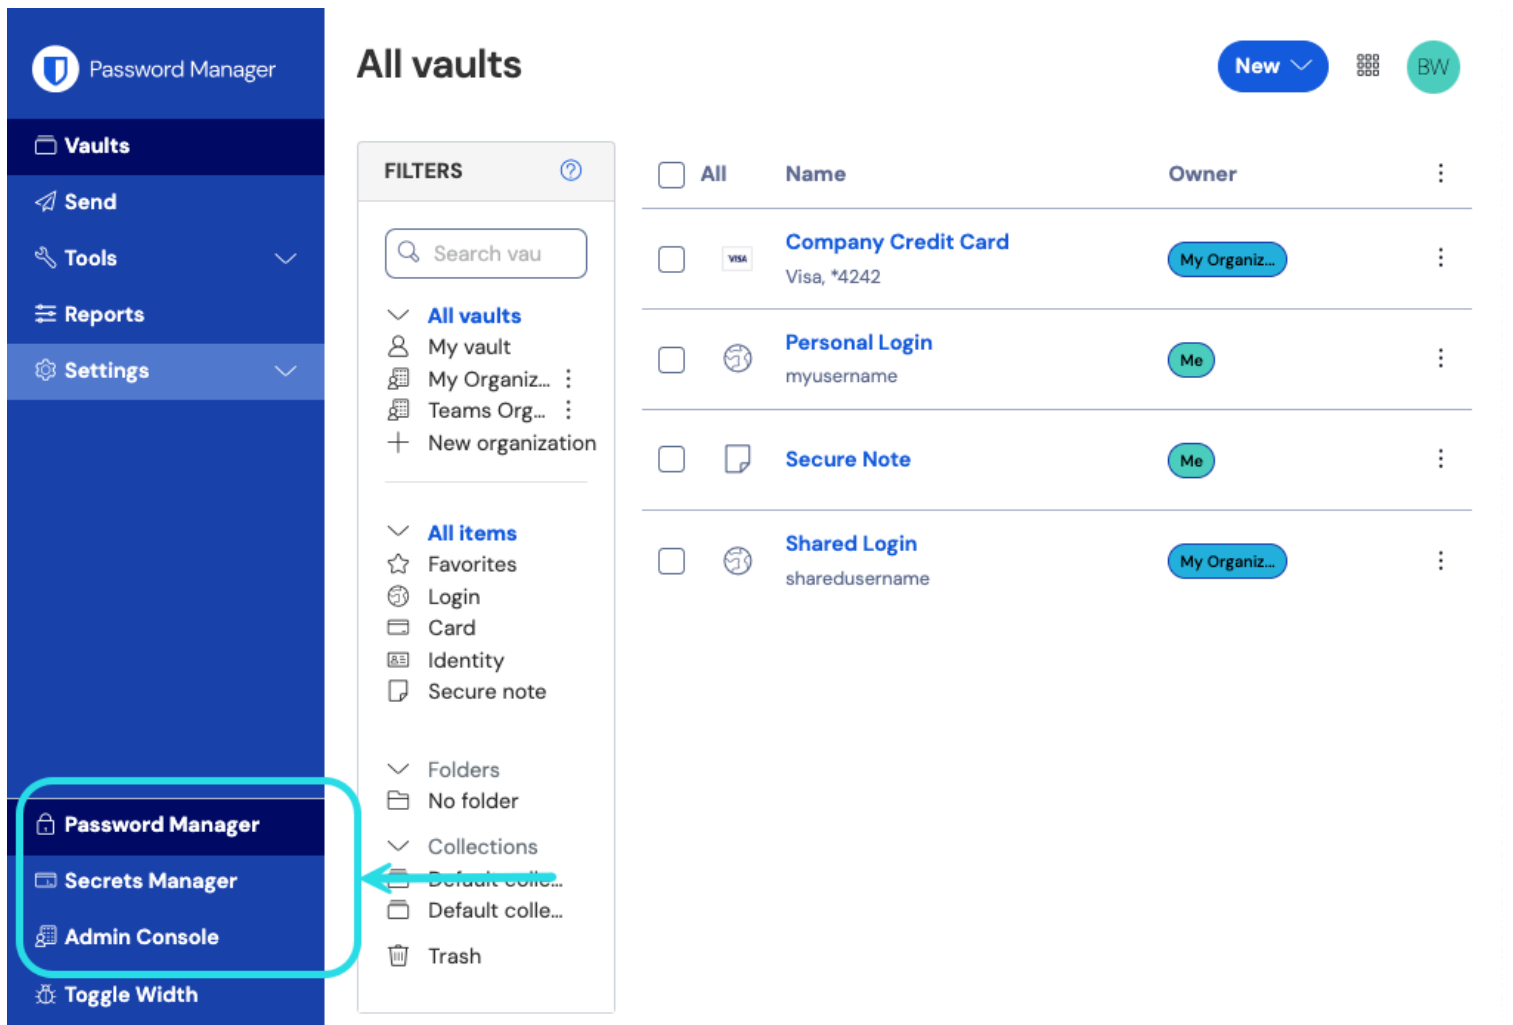 Password Manager
Vaults
Send
Tools
Reports
Settings
Password Manager
Secrets Manager
Admin Console
Toggle Width
All vaults
New
BW
FILTERS
Search vau
All vaults
My vault
My Organiz...
Teams Org...
New organization
All items
Favorites
Login
Card
Identity
Secure note
Folders
No folder
Collections
Default colle...
Default colle...
Trash
All Name Owner
VISA
Company Credit Card
Visa, *4242
My Organiz...
Personal Login
myusername
Me
Secure Note
Me
Shared Login
sharedusername
My Organiz...